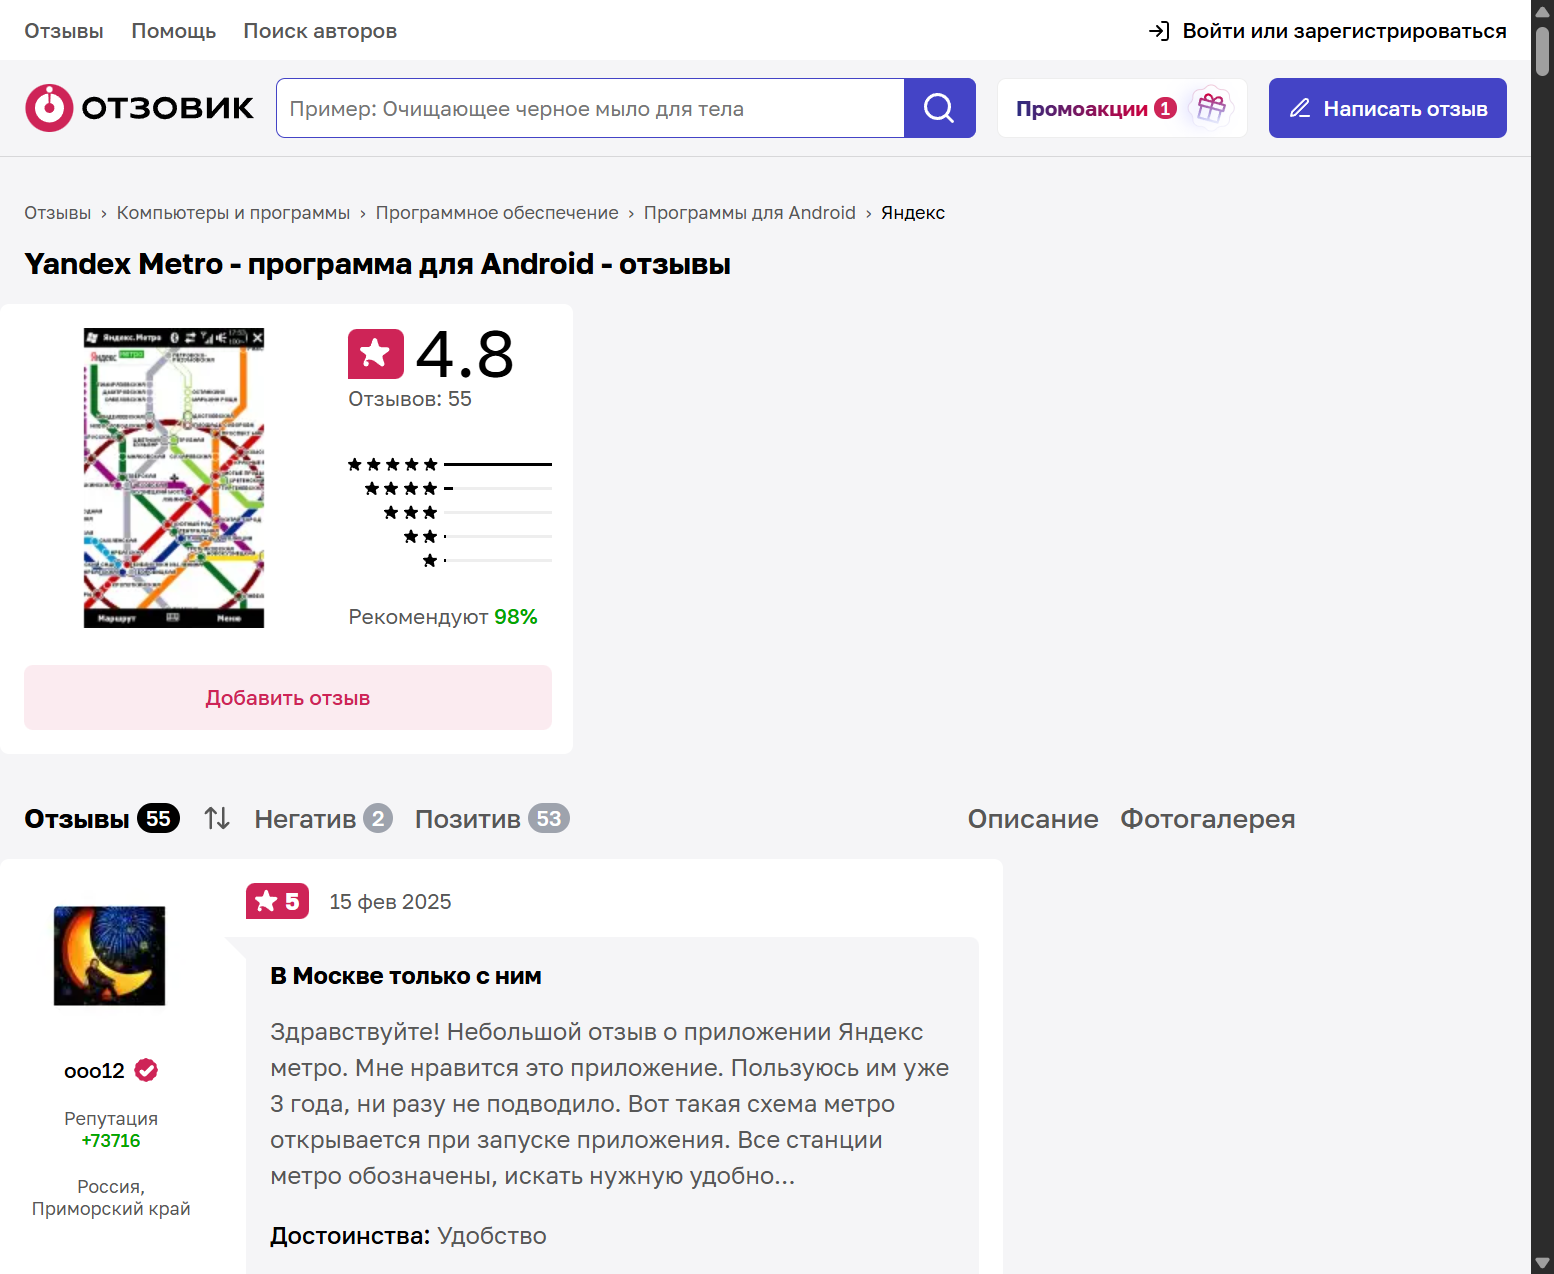 Отзывы Помощь Поиск авторов Войти или зарегистрироваться
ОТЗОВИК Пример: Очищающее черное мыло для тела Промоакции 1 Написать отзыв
Отзывы › Компьютеры и программы › Программное обеспечение › Программы для Android › Яндекс
Yandex Metro - программа для Android - отзывы
Яндекс.Метро
4.8
Отзывов: 55
Рекомендуют 98%
Маршрут Меню
Добавить отзыв
Отзывы 55 Негатив 2 Позитив 53 Описание Фотогалерея
5 15 фев 2025
В Москве только с ним
Здравствуйте! Небольшой отзыв о приложении Яндекс
метро. Мне нравится это приложение. Пользуюсь им уже
3 года, ни разу не подводило. Вот такая схема метро
открывается при запуске приложения. Все станции
метро обозначены, искать нужную удобно...
Достоинства: Удобство
ooo12
Репутация
+73716
Россия,
Приморский край